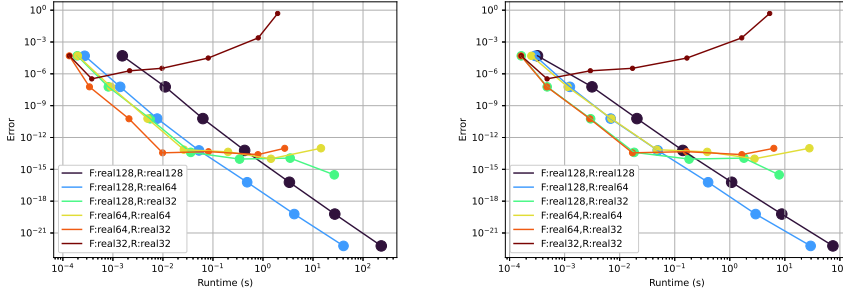 10^0
10^-3
10^-6
10^-9
10^-12
10^-15
10^-18
10^-21
Error
F:real128,R:real128
F:real128,R:real64
F:real128,R:real32
F:real64,R:real64
F:real64,R:real32
F:real32,R:real32
10^-4 10^-3 10^-2 10^-1 10^0 10^1 10^2
Runtime (s)
10^0
10^-3
10^-6
10^-9
10^-12
10^-15
10^-18
10^-21
Error
F:real128,R:real128
F:real128,R:real64
F:real128,R:real32
F:real64,R:real64
F:real64,R:real32
F:real32,R:real32
10^-4 10^-3 10^-2 10^-1 10^0 10^1
Runtime (s)